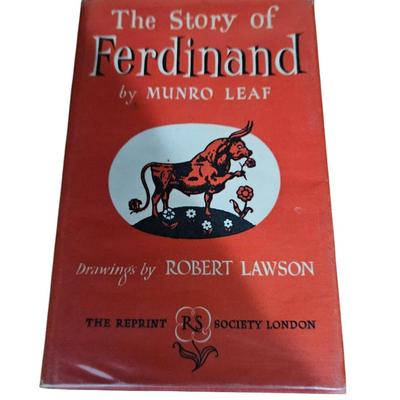 The Story of
Ferdinand
by MUNRO LEAF
Drawings by ROBERT LAWSON
THE REPRINT RS SOCIETY LONDON